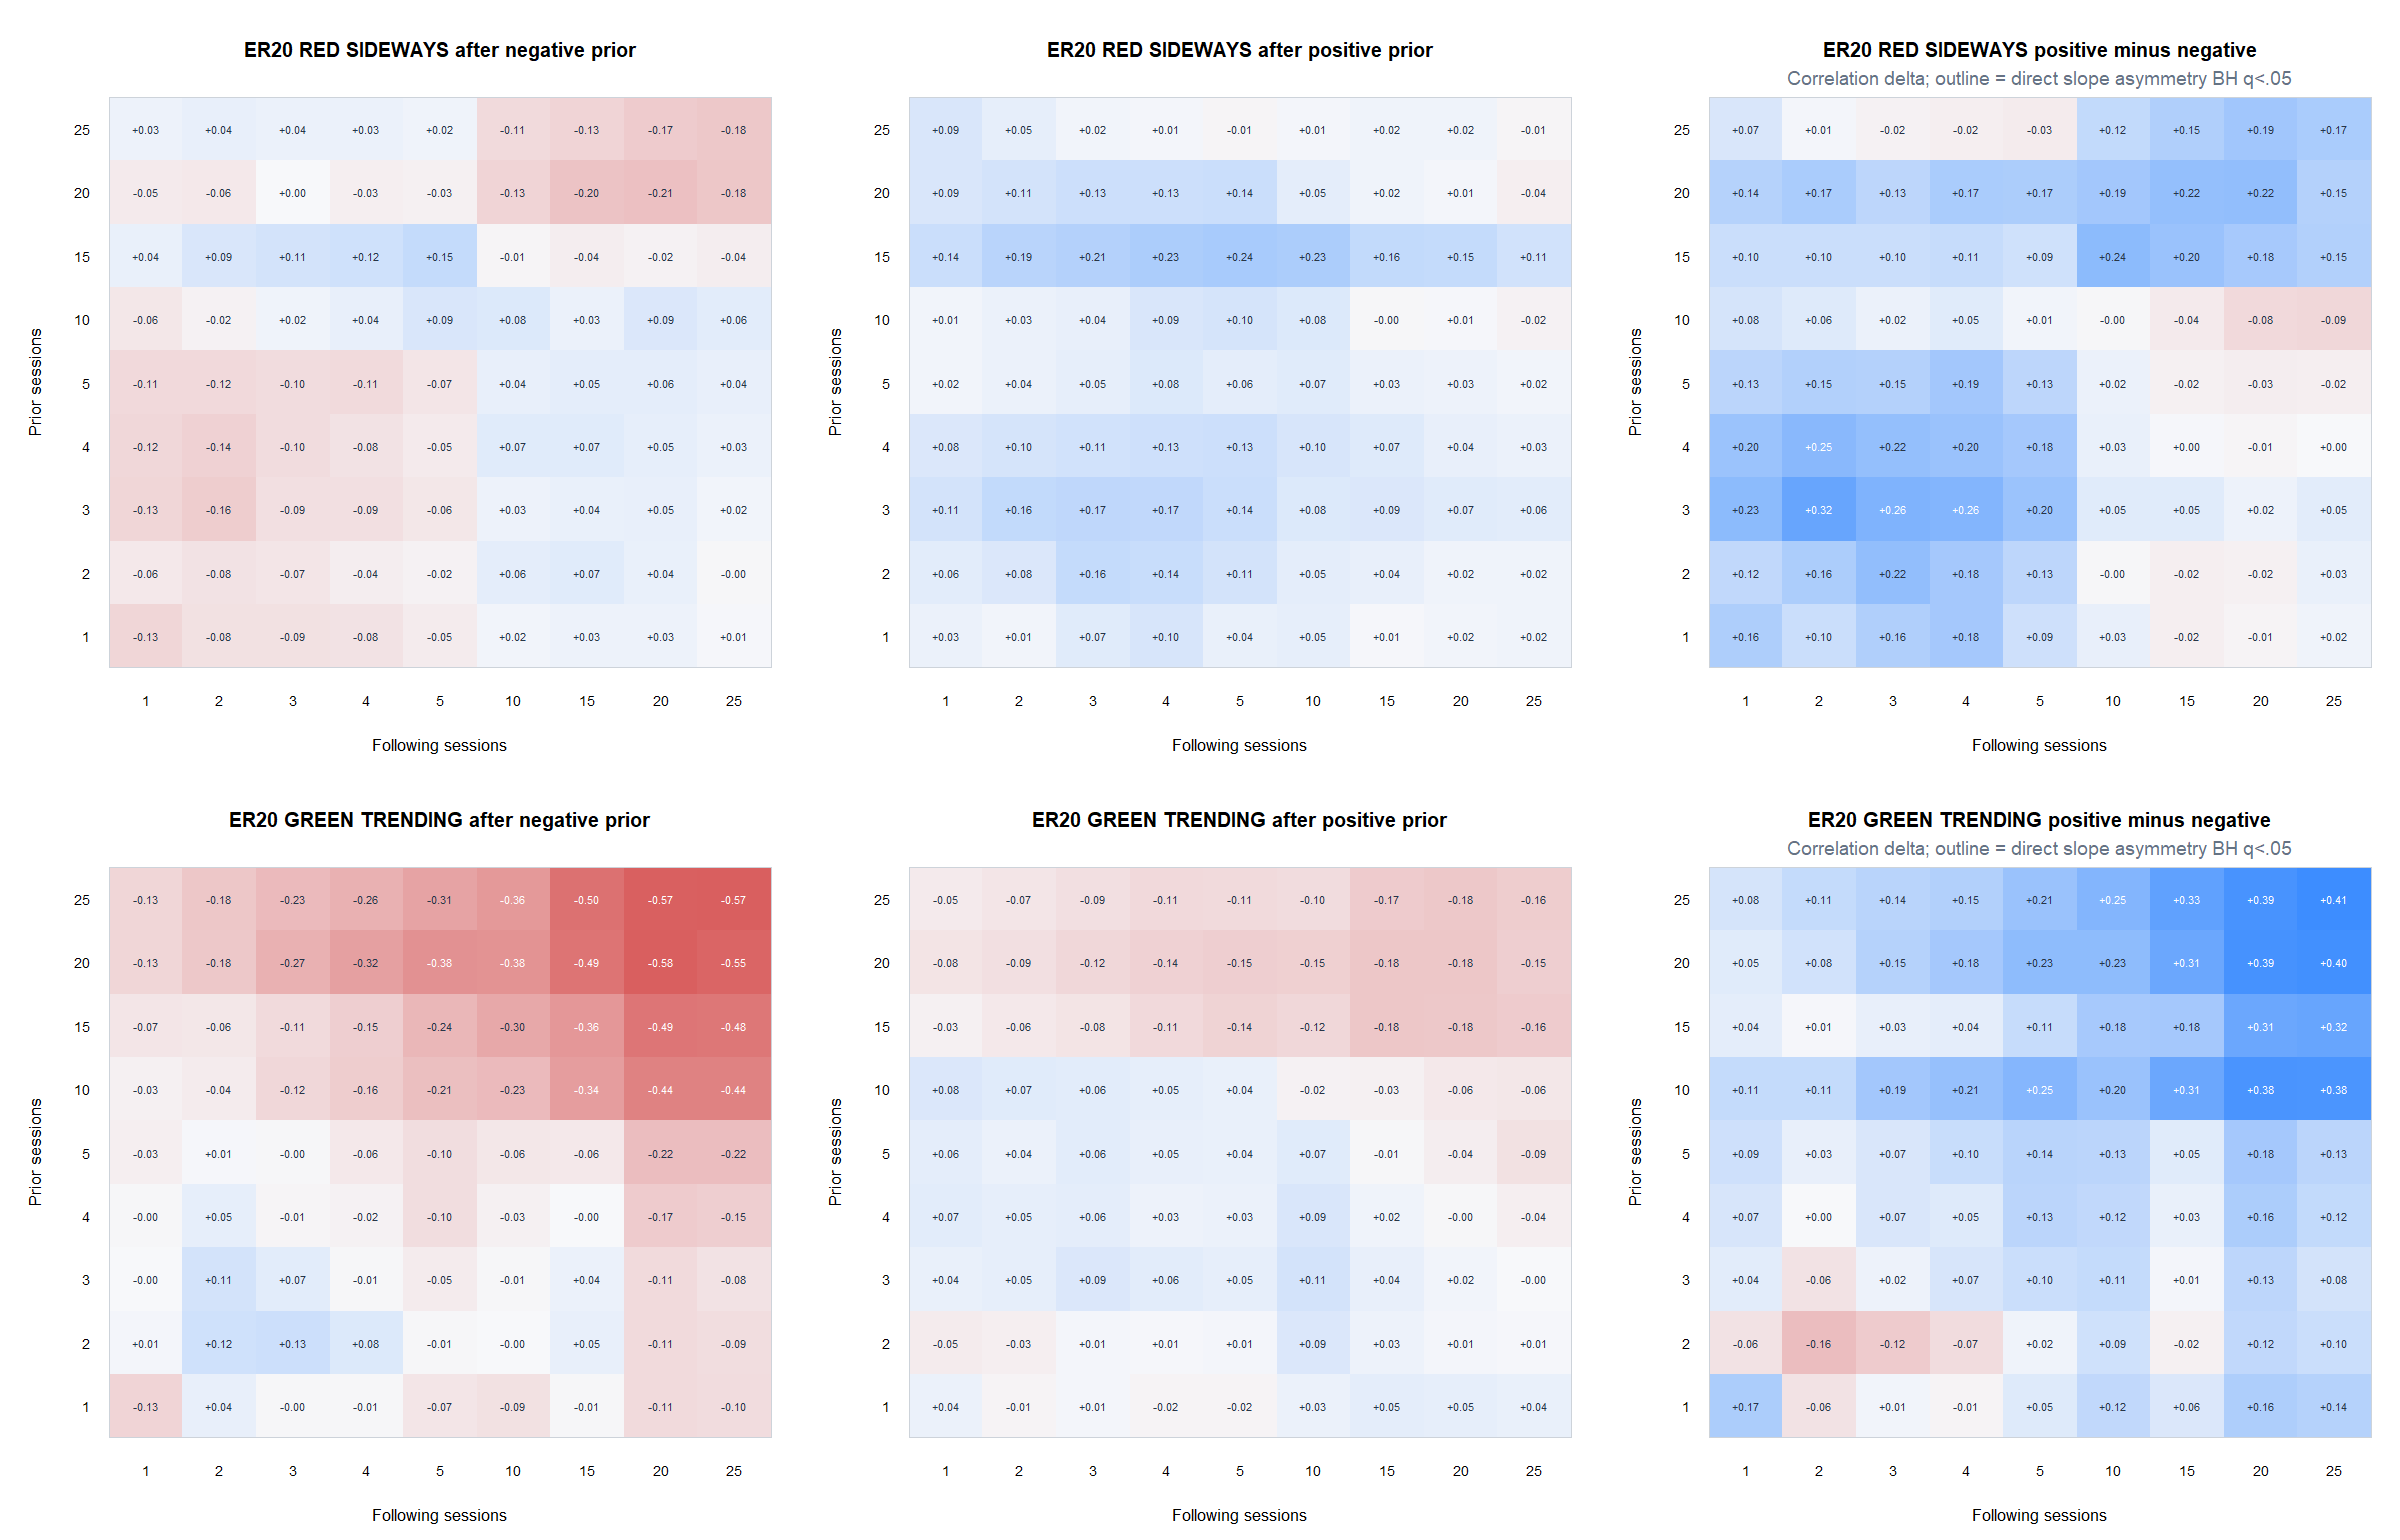 ER20 RED SIDEWAYS after negative prior
25 +0.03 +0.04 +0.04 +0.03 +0.02 -0.11 -0.13 -0.17 -0.18
20 -0.05 -0.06 +0.00 -0.03 -0.03 -0.13 -0.20 -0.21 -0.18
15 +0.04 +0.09 +0.11 +0.12 +0.15 -0.01 -0.04 -0.02 -0.04
10 -0.06 -0.02 +0.02 +0.04 +0.09 +0.08 +0.03 +0.09 +0.06
5 -0.11 -0.12 -0.10 -0.11 -0.07 +0.04 +0.05 +0.06 +0.04
4 -0.12 -0.14 -0.10 -0.08 -0.05 +0.07 +0.07 +0.05 +0.03
3 -0.13 -0.16 -0.09 -0.09 -0.06 +0.03 +0.04 +0.05 +0.02
2 -0.06 -0.08 -0.07 -0.04 -0.02 +0.06 +0.07 +0.04 -0.00
1 -0.13 -0.08 -0.09 -0.08 -0.05 +0.02 +0.03 +0.03 +0.01
1 2 3 4 5 10 15 20 25
Prior sessions
Following sessions
ER20 RED SIDEWAYS after positive prior
25 +0.09 +0.05 +0.02 +0.01 -0.01 +0.01 +0.02 +0.02 -0.01
20 +0.09 +0.11 +0.13 +0.13 +0.14 +0.05 +0.02 +0.01 -0.04
15 +0.14 +0.19 +0.21 +0.23 +0.24 +0.23 +0.16 +0.15 +0.11
10 +0.01 +0.03 +0.04 +0.09 +0.10 +0.08 -0.00 +0.01 -0.02
5 +0.02 +0.04 +0.05 +0.08 +0.06 +0.07 +0.03 +0.03 +0.02
4 +0.08 +0.10 +0.11 +0.13 +0.13 +0.10 +0.07 +0.04 +0.03
3 +0.11 +0.16 +0.17 +0.17 +0.14 +0.08 +0.09 +0.07 +0.06
2 +0.06 +0.08 +0.16 +0.14 +0.11 +0.05 +0.04 +0.02 +0.02
1 +0.03 +0.01 +0.07 +0.10 +0.04 +0.05 +0.01 +0.02 +0.02
1 2 3 4 5 10 15 20 25
Prior sessions
Following sessions
ER20 RED SIDEWAYS positive minus negative
Correlation delta; outline = direct slope asymmetry BH q<.05
25 +0.07 +0.01 -0.02 -0.02 -0.03 +0.12 +0.15 +0.19 +0.17
20 +0.14 +0.17 +0.13 +0.17 +0.17 +0.19 +0.22 +0.22 +0.15
15 +0.10 +0.10 +0.10 +0.11 +0.09 +0.24 +0.20 +0.18 +0.15
10 +0.08 +0.06 +0.02 +0.05 +0.01 -0.00 -0.04 -0.08 -0.09
5 +0.13 +0.15 +0.15 +0.19 +0.13 +0.02 -0.02 -0.03 -0.02
4 +0.20 +0.25 +0.22 +0.20 +0.18 +0.03 +0.00 -0.01 +0.00
3 +0.23 +0.32 +0.26 +0.26 +0.20 +0.05 +0.05 +0.02 +0.05
2 +0.12 +0.16 +0.22 +0.18 +0.13 -0.00 -0.02 -0.02 +0.03
1 +0.16 +0.10 +0.16 +0.18 +0.09 +0.03 -0.02 -0.01 +0.02
1 2 3 4 5 10 15 20 25
Prior sessions
Following sessions
ER20 GREEN TRENDING after negative prior
25 -0.13 -0.18 -0.23 -0.26 -0.31 -0.36 -0.50 -0.57 -0.57
20 -0.13 -0.18 -0.27 -0.32 -0.38 -0.38 -0.49 -0.58 -0.55
15 -0.07 -0.06 -0.11 -0.15 -0.24 -0.30 -0.36 -0.49 -0.48
10 -0.03 -0.04 -0.12 -0.16 -0.21 -0.23 -0.34 -0.44 -0.44
5 -0.03 +0.01 -0.00 -0.06 -0.10 -0.06 -0.06 -0.22 -0.22
4 -0.00 +0.05 -0.01 -0.02 -0.10 -0.03 -0.00 -0.17 -0.15
3 -0.00 +0.11 +0.07 -0.01 -0.05 -0.01 +0.04 -0.11 -0.08
2 +0.01 +0.12 +0.13 +0.08 -0.01 -0.00 +0.05 -0.11 -0.09
1 -0.13 +0.04 -0.00 -0.01 -0.07 -0.09 -0.01 -0.11 -0.10
1 2 3 4 5 10 15 20 25
Prior sessions
Following sessions
ER20 GREEN TRENDING after positive prior
25 -0.05 -0.07 -0.09 -0.11 -0.11 -0.10 -0.17 -0.18 -0.16
20 -0.08 -0.09 -0.12 -0.14 -0.15 -0.15 -0.18 -0.18 -0.15
15 -0.03 -0.06 -0.08 -0.11 -0.14 -0.12 -0.18 -0.18 -0.16
10 +0.08 +0.07 +0.06 +0.05 +0.04 -0.02 -0.03 -0.06 -0.06
5 +0.06 +0.04 +0.06 +0.05 +0.04 +0.07 -0.01 -0.04 -0.09
4 +0.07 +0.05 +0.06 +0.03 +0.03 +0.09 +0.02 -0.00 -0.04
3 +0.04 +0.05 +0.09 +0.06 +0.05 +0.11 +0.04 +0.02 -0.00
2 -0.05 -0.03 +0.01 +0.01 +0.01 +0.09 +0.03 +0.01 +0.01
1 +0.04 -0.01 +0.01 -0.02 -0.02 +0.03 +0.05 +0.05 +0.04
1 2 3 4 5 10 15 20 25
Prior sessions
Following sessions
ER20 GREEN TRENDING positive minus negative
Correlation delta; outline = direct slope asymmetry BH q<.05
25 +0.08 +0.11 +0.14 +0.15 +0.21 +0.25 +0.33 +0.39 +0.41
20 +0.05 +0.08 +0.15 +0.18 +0.23 +0.23 +0.31 +0.39 +0.40
15 +0.04 +0.01 +0.03 +0.04 +0.11 +0.18 +0.18 +0.31 +0.32
10 +0.11 +0.11 +0.19 +0.21 +0.25 +0.20 +0.31 +0.38 +0.38
5 +0.09 +0.03 +0.07 +0.10 +0.14 +0.13 +0.05 +0.18 +0.13
4 +0.07 +0.00 +0.07 +0.05 +0.13 +0.12 +0.03 +0.16 +0.12
3 +0.04 -0.06 +0.02 +0.07 +0.10 +0.11 +0.01 +0.13 +0.08
2 -0.06 -0.16 -0.12 -0.07 +0.02 +0.09 -0.02 +0.12 +0.10
1 +0.17 -0.06 +0.01 -0.01 +0.05 +0.12 +0.06 +0.16 +0.14
1 2 3 4 5 10 15 20 25
Prior sessions
Following sessions